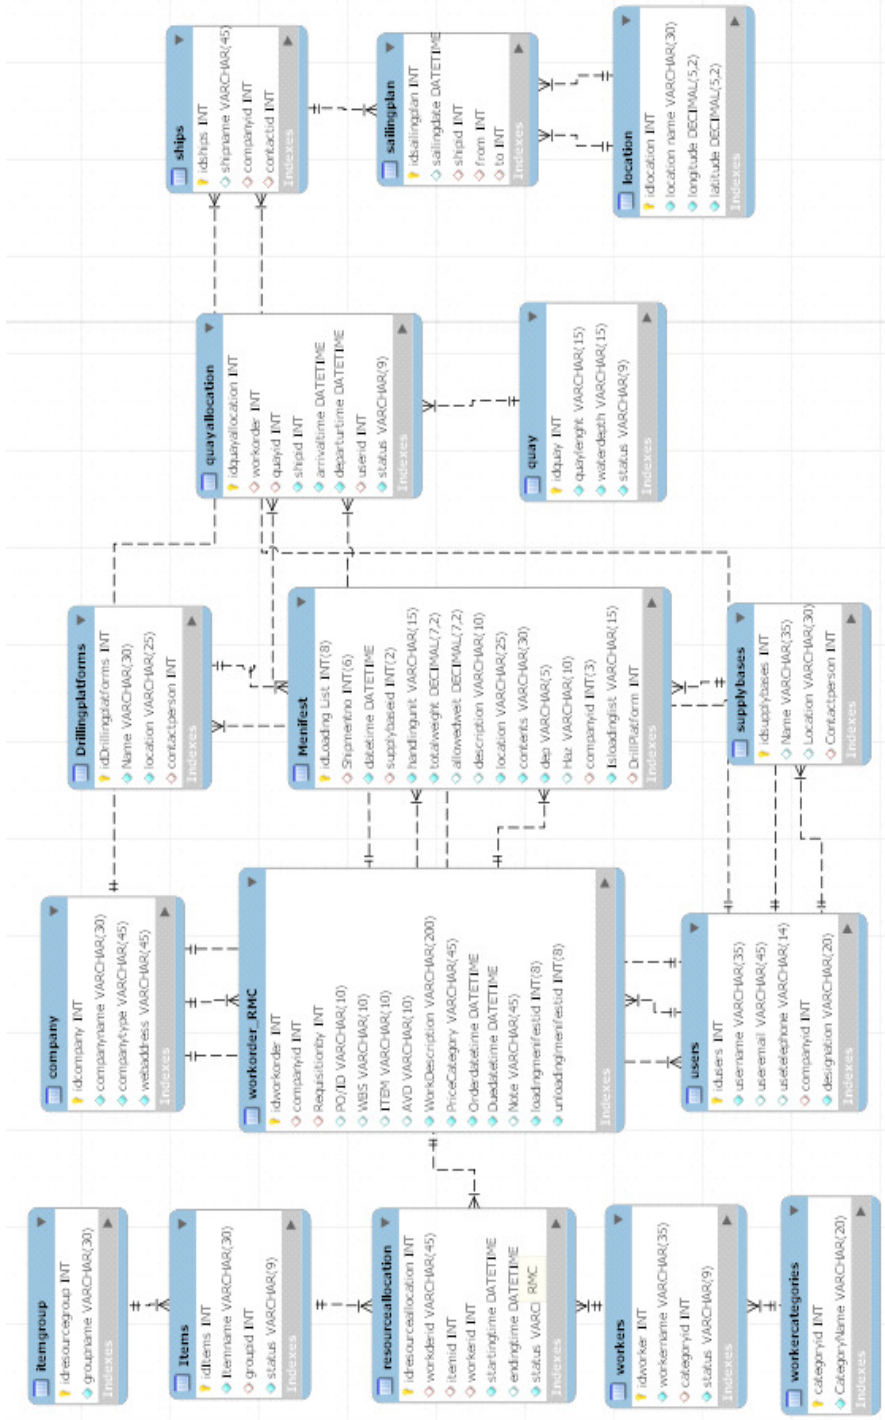 itemgroup
idresourcegroup INT
groupname VARCHAR(30)
Indexes
Items
idItems INT
Itemname VARCHAR(30)
groupid INT
status VARCHAR(9)
Indexes
resourceallocation
idresourceallocation INT
workderid VARCHAR(45)
itemid INT
workerid INT
startingtime DATETIME
endingtime DATETIME
status VARCI
RMC
Indexes
workers
idworker INT
workername VARCHAR(35)
categoryid INT
status VARCHAR(9)
Indexes
workercategories
categoryid INT
CategoryName VARCHAR(20)
Indexes
company
idcompany INT
companyname VARCHAR(30)
companytype VARCHAR(45)
webaddress VARCHAR(45)
Indexes
workorder_RMC
idworkorder INT
companyid INT
Requisitionby INT
PO/IO VARCHAR(10)
WBS VARCHAR(10)
ITEM VARCHAR(10)
AVO VARCHAR(10)
WorkDescription VARCHAR(200)
PriceCategory VARCHAR(45)
Orderdatetime DATETIME
Duedatetime DATETIME
Note VARCHAR(45)
loadingmenifestid INT(8)
unloadinglmenifestid INT(8)
Indexes
users
idusers INT
username VARCHAR(35)
useremail VARCHAR(45)
usetelephone VARCHAR(14)
companyid INT
designation VARCHAR(20)
Indexes
Drillingplatforms
idDrillingplatforms INT
Name VARCHAR(30)
location VARCHAR(25)
contactperson INT
Indexes
Menifest
idLoading List INT(8)
Shipmentno INT(6)
datetime DATETIME
supplybaseid INT(2)
handingunit VARCHAR(15)
totalweight DECIMAL(7,2)
allowedweit DECIMAL(7,2)
description VARCHAR(10)
location VARCHAR(25)
contents VARCHAR(30)
dep VARCHAR(5)
Haz VARCHAR(10)
companyid INT(3)
Isloadinglist VARCHAR(15)
DrillPlatform INT
Indexes
supplybases
idsupplybases INT
Name VARCHAR(35)
Location VARCHAR(30)
Contactperson INT
Indexes
quayallocation
idquayallocation INT
workorder INT
quayid INT
shipid INT
arrivaltime DATETIME
departurtime DATETIME
userid INT
status VARCHAR(9)
Indexes
quay
idquay INT
quaylenght VARCHAR(15)
waterdepth VARCHAR(15)
status VARCHAR(9)
Indexes
ships
idships INT
shipname VARCHAR(45)
companyid INT
contactid INT
Indexes
sailingplan
idsailingplan INT
sailingdate DATETIME
shipid INT
from INT
to INT
Indexes
location
idlocation INT
location name VARCHAR(30)
longitude DECIMAL(5,2)
latitude DECIMAL(5,2)
Indexes